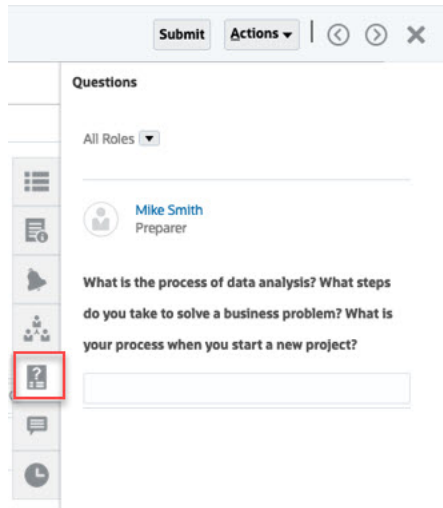 Submit
Actions
Questions
All Roles
Mike Smith
Preparer
What is the process of data analysis? What steps
do you take to solve a business problem? What is
your process when you start a new project?